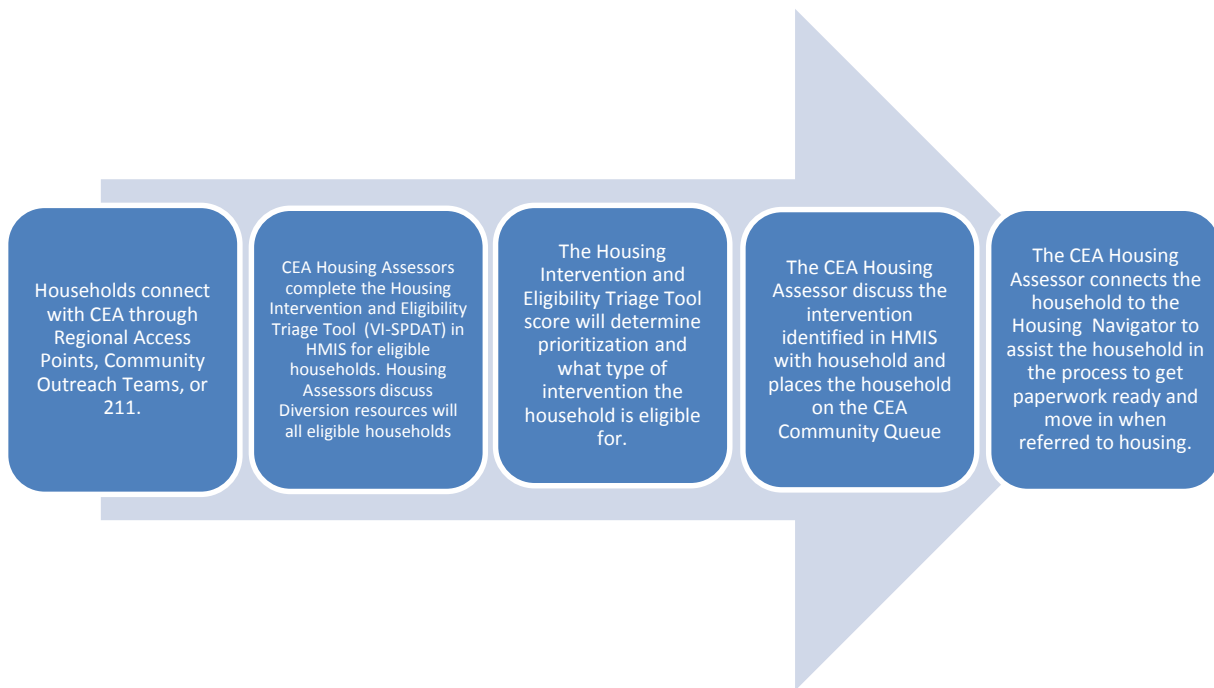 Households connect
with CEA through
Regional Access
Points, Community
Outreach Teams, or
211.
CEA Housing Assessors
complete the Housing
Intervention and Eligibility
Triage Tool (VI-SPDAT) in
HMIS for eligible
households. Housing
Assessors discuss
Diversion resources will
all eligible households
The Housing
Intervention and
Eligibility Triage Tool
score will determine
prioritization and
what type of
intervention the
household is eligible
for.
The CEA Housing
Assessor discuss the
intervention
identified in HMIS
with household and
places the household
on the CEA
Community Queue
The CEA Housing
Assessor connects the
household to the
Housing Navigator to
assist the household in
the process to get
paperwork ready and
move in when
referred to housing.